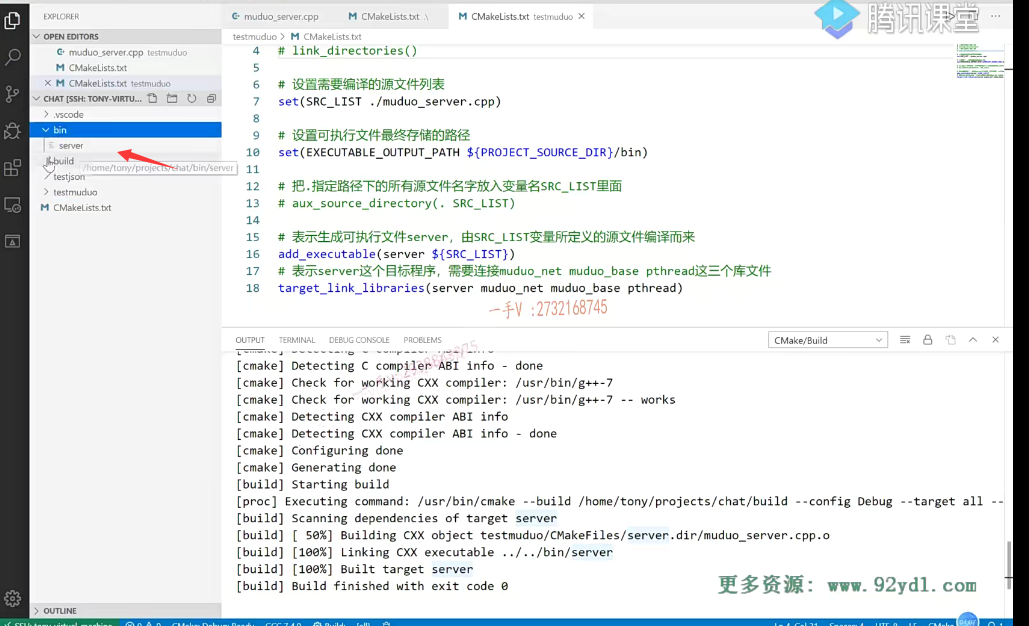 EXPLORER
OPEN EDITORS
muduo_server.cpp testmuduo
CMakeLists.txt
CMakeLists.txt testmuduo
CHAT [SSH: TONY-VIRTU...
.vscode
bin
server
build
/home/tony/projects/chat/bin/server
testjson
testmuduo
CMakeLists.txt
OUTLINE
muduo_server.cpp
CMakeLists.txt .\
CMakeLists.txt testmuduo
腾讯课堂
testmuduo > CMakeLists.txt
4 # link_directories()
5
6 # 设置需要编译的源文件列表
7 set(SRC_LIST ./muduo_server.cpp)
8
9 # 设置可执行文件最终存储的路径
10 set(EXECUTABLE_OUTPUT_PATH ${PROJECT_SOURCE_DIR}/bin)
11
12 # 把.指定路径下的所有源文件名字放入变量名SRC_LIST里面
13 # aux_source_directory(. SRC_LIST)
14
15 # 表示生成可执行文件server，由SRC_LIST变量所定义的源文件编译而来
16 add_executable(server ${SRC_LIST})
17 # 表示server这个目标程序，需要连接muduo_net muduo_base pthread这三个库文件
18 target_link_libraries(server muduo_net muduo_base pthread)
一手V :2732168745
OUTPUT TERMINAL DEBUG CONSOLE PROBLEMS
CMake/Build
[cmake] Detecting C compiler ABI info
[cmake] Detecting C compiler ABI info - done
[cmake] Check for working CXX compiler: /usr/bin/g++-7
[cmake] Check for working CXX compiler: /usr/bin/g++-7 -- works
[cmake] Detecting CXX compiler ABI info
[cmake] Detecting CXX compiler ABI info - done
[cmake] Configuring done
[cmake] Generating done
[build] Starting build
[proc] Executing command: /usr/bin/cmake --build /home/tony/projects/chat/build --config Debug --target all --
[build] Scanning dependencies of target server
[build] [ 50%] Building CXX object testmuduo/CMakeFiles/server.dir/muduo_server.cpp.o
[build] [100%] Linking CXX executable ../../bin/server
[build] [100%] Built target server
[build] Build finished with exit code 0
更多资源: www.92ydl.com